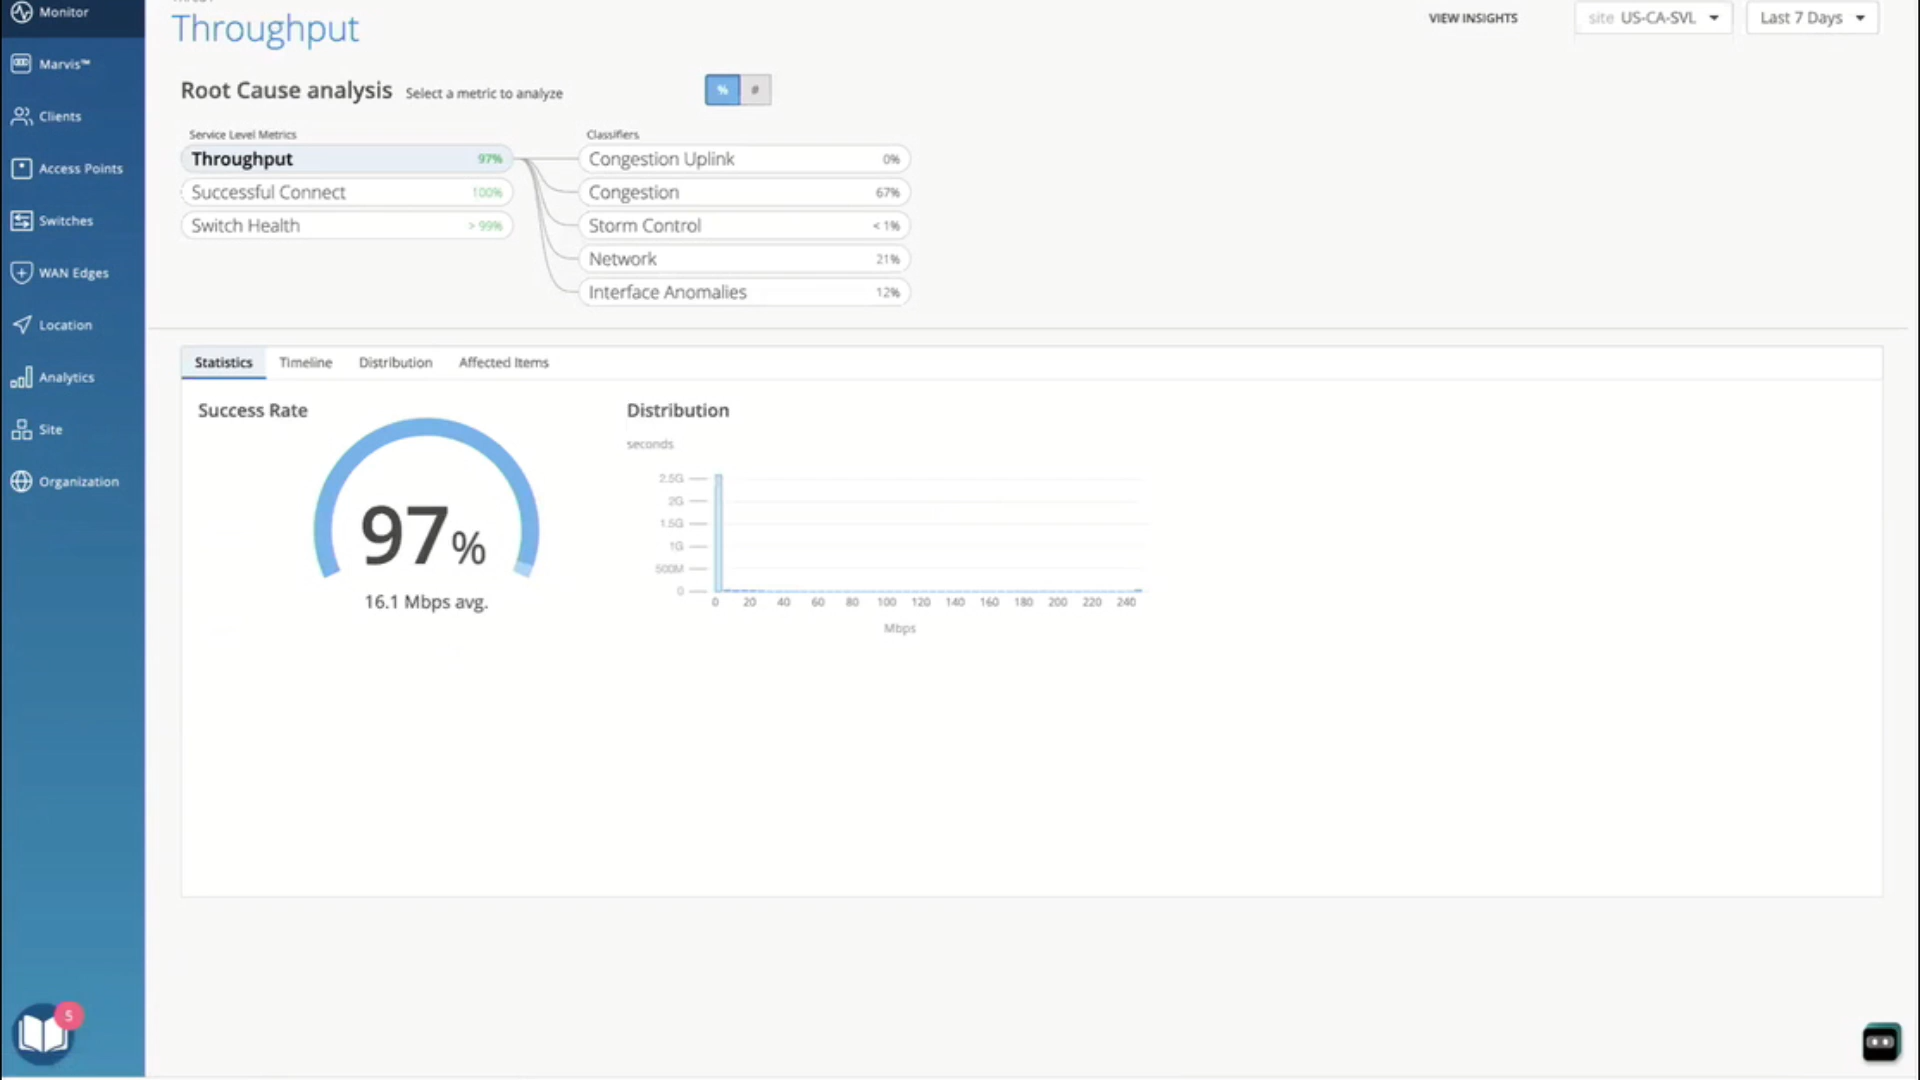 Monitor
Marvis™
Clients
Access Points
Switches
WAN Edges
Location
Analytics
Site
Organization
5
Throughput
VIEW INSIGHTS
site US-CA-SVL
Last 7 Days
Root Cause analysis Select a metric to analyze
% #
Service Level Metrics
Throughput 97%
Successful Connect 100%
Switch Health > 99%
Classifiers
Congestion Uplink 0%
Congestion 67%
Storm Control < 1%
Network 21%
Interface Anomalies 12%
Statistics Timeline Distribution Affected Items
Success Rate
97%
16.1 Mbps avg.
Distribution
seconds
2.5G
2G
1.5G
1G
500M
0
0 20 40 60 80 100 120 140 160 180 200 220 240
Mbps